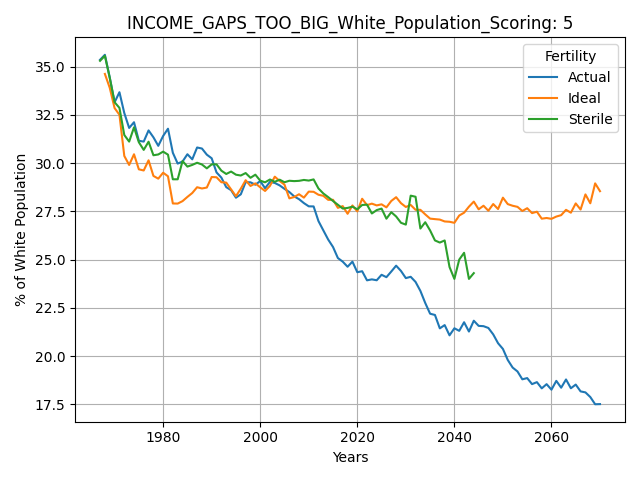 INCOME_GAPS_TOO_BIG_White_Population_Scoring: 5
Fertility
Actual
Ideal
Sterile
% of White Population
35.0
32.5
30.0
27.5
25.0
22.5
20.0
17.5
1980 2000 2020 2040 2060
Years